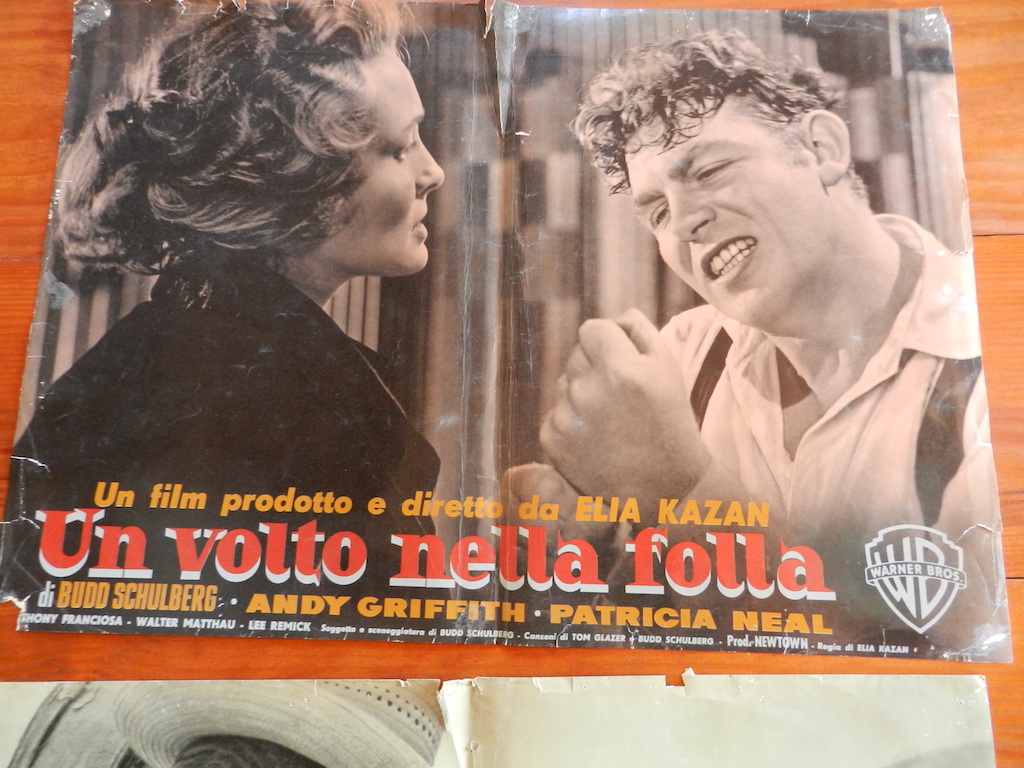 Un film prodotto e diretto da ELIA KAZAN
Un volto nella folla
di BUDD SCHULBERG · ANDY GRIFFITH · PATRICIA NEAL
THONY FRANCIOSA - WALTER MATTHAU - LEE REMICK - Soggetto e sceneggiatura di BUDD SCHULBERG - Canzoni di TOM GLAZER e BUDD SCHULBERG - Prod. NEWTOWN - Regia di ELIA KAZAN
WB
WARNER BROS.